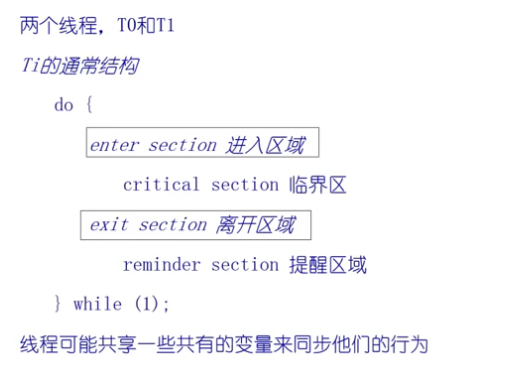 两个线程，T0和T1
Ti的通常结构
do {
enter section 进入区域
critical section 临界区
exit section 离开区域
reminder section 提醒区域
} while (1);
线程可能共享一些共有的变量来同步他们的行为